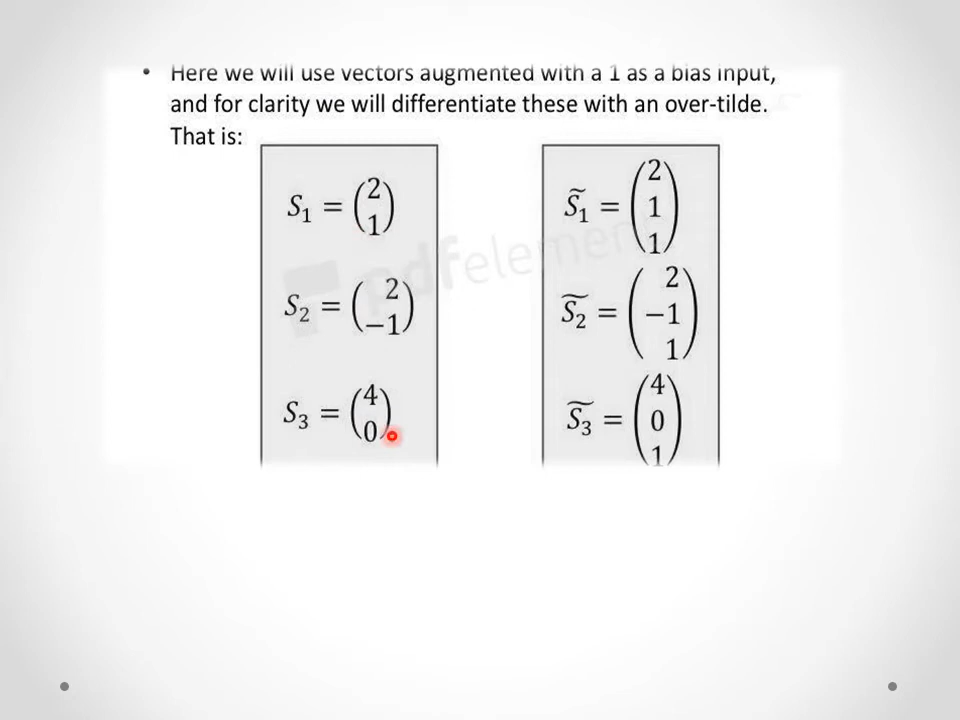 • Here we will use vectors augmented with a 1 as a bias input,
and for clarity we will differentiate these with an over-tilde.
That is:
S₁ = (2 1)
S₂ = (2 −1)
S₃ = (4 0)
S̃₁ = (2 1 1)
S̃₂ = (2 −1 1)
S̃₃ = (4 0 1)
pdfelement